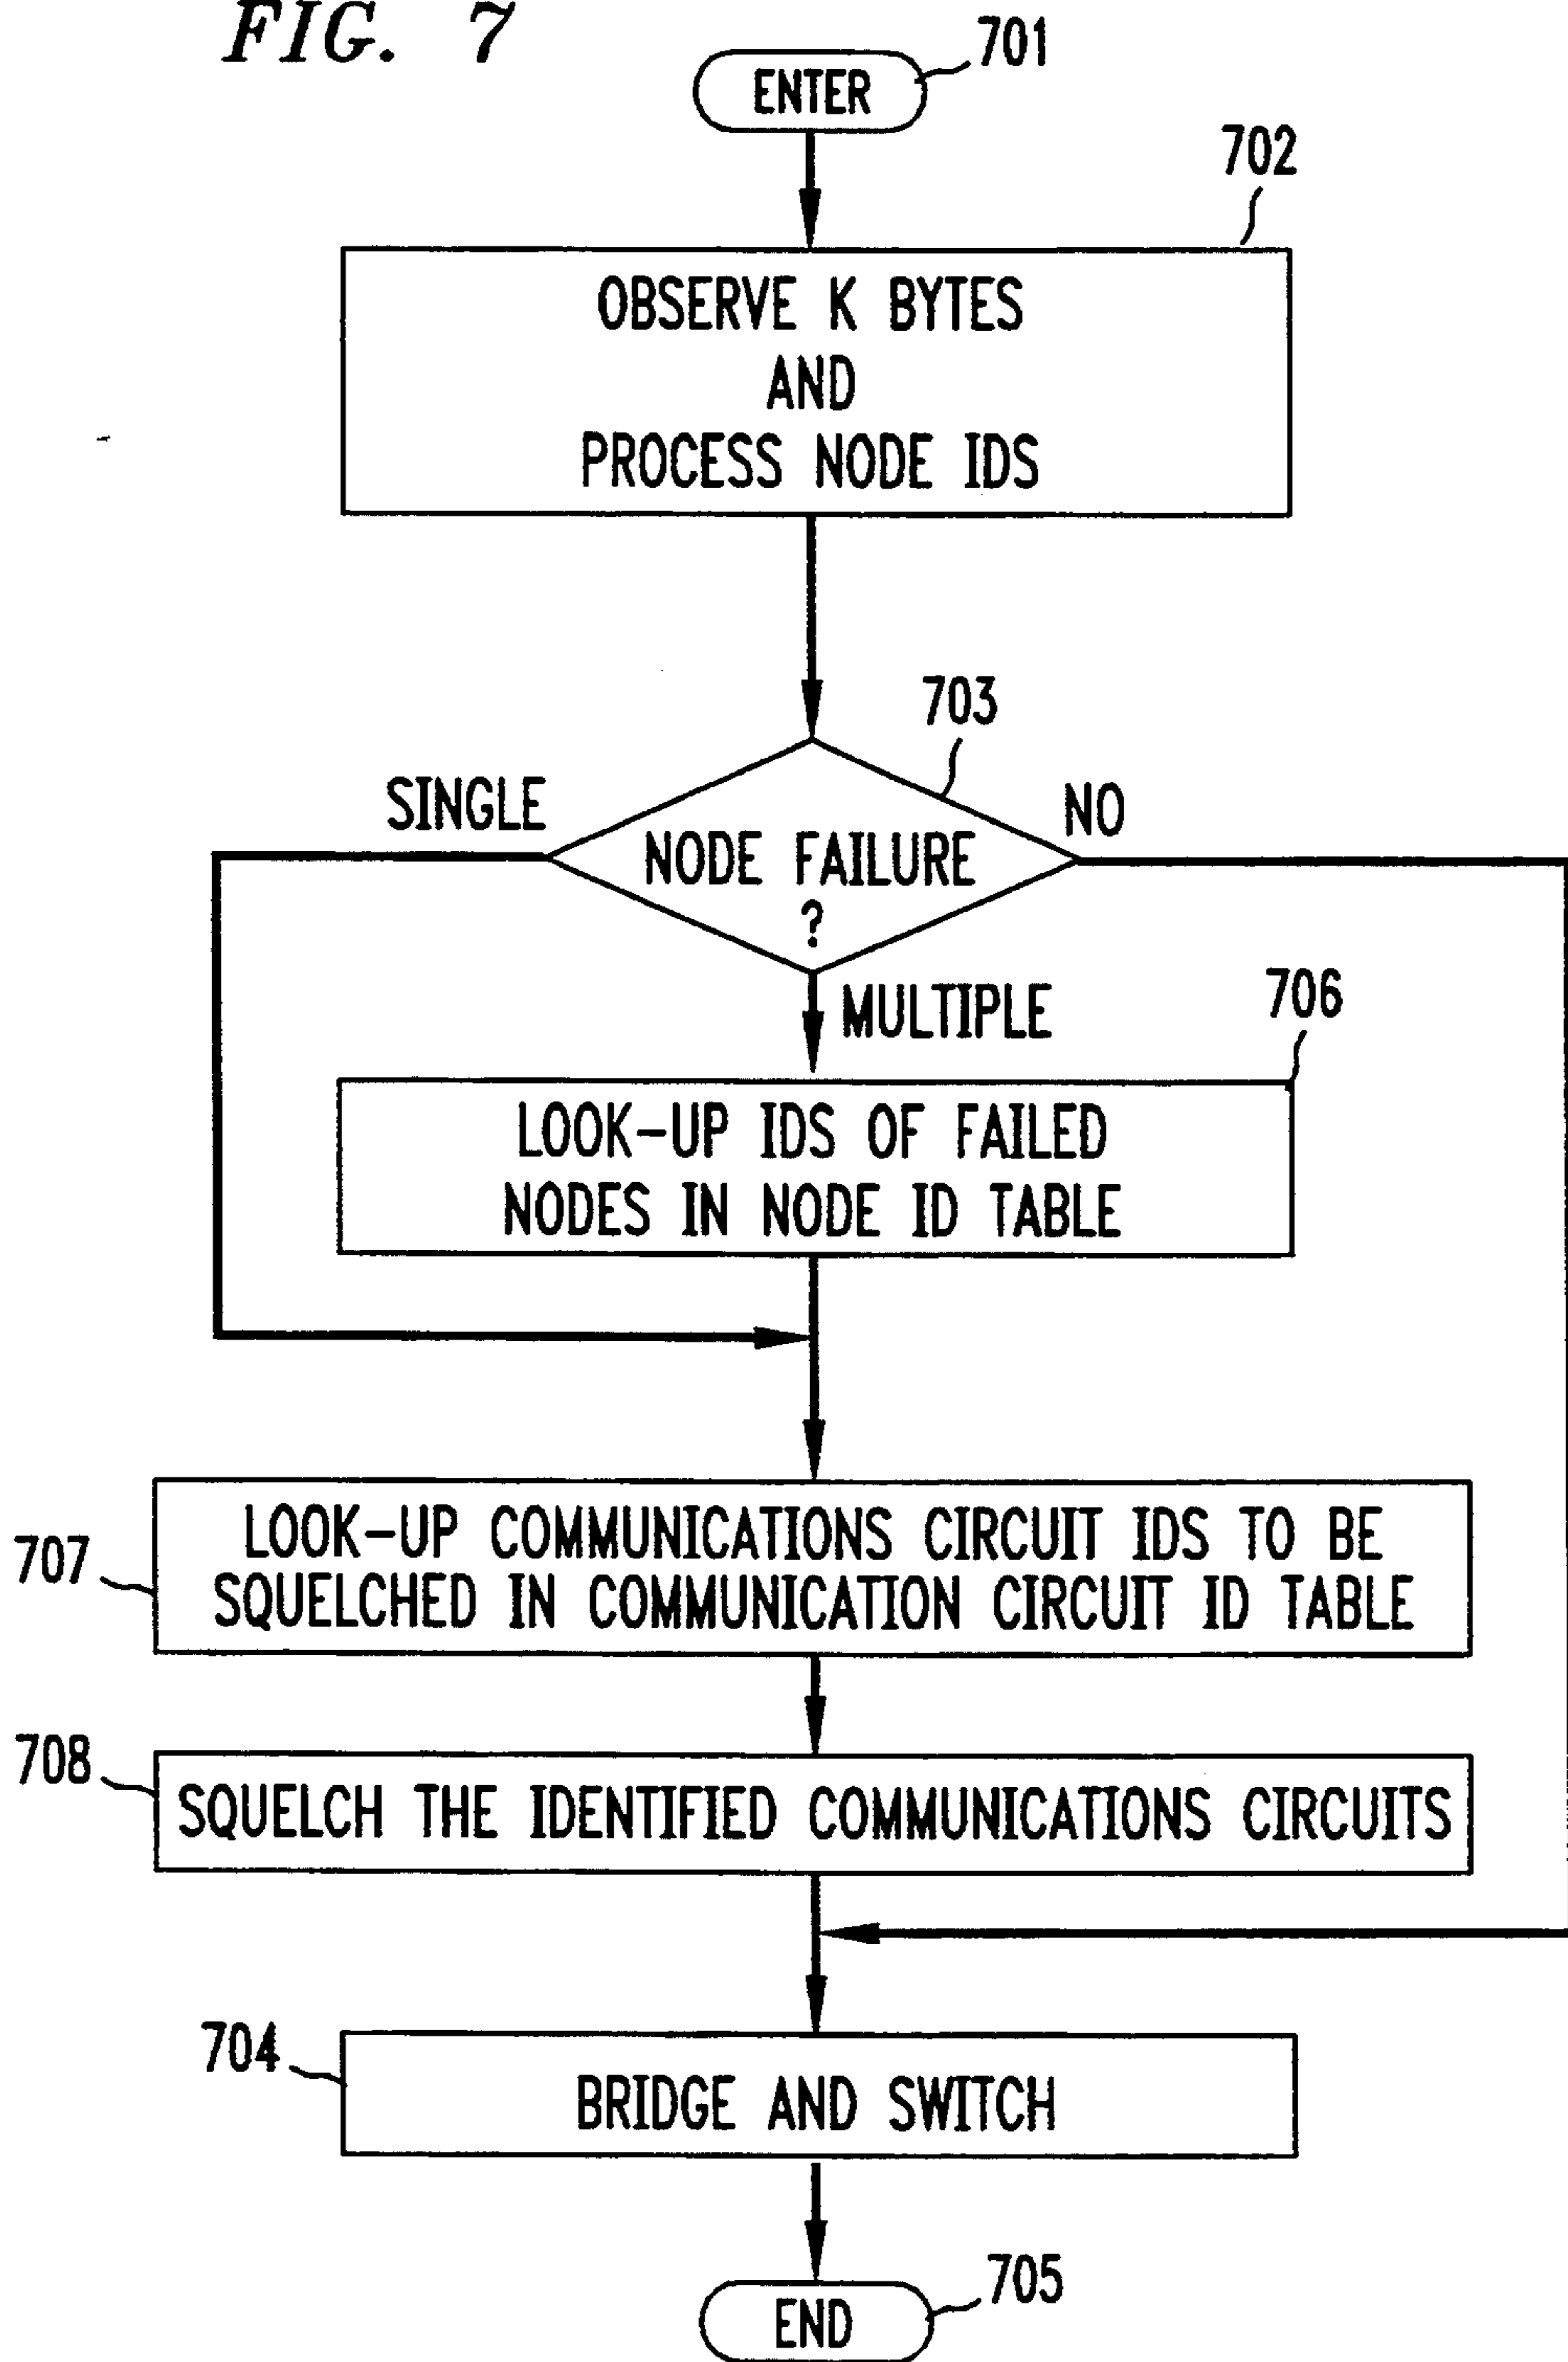 FIG. 7
ENTER
701
702
OBSERVE K BYTES
AND
PROCESS NODE IDS
703
SINGLE
NO
NODE FAILURE
?
MULTIPLE
706
LOOK-UP IDS OF FAILED
NODES IN NODE ID TABLE
707
LOOK-UP COMMUNICATIONS CIRCUIT IDS TO BE
SQUELCHED IN COMMUNICATION CIRCUIT ID TABLE
708
SQUELCH THE IDENTIFIED COMMUNICATIONS CIRCUITS
704
BRIDGE AND SWITCH
705
END